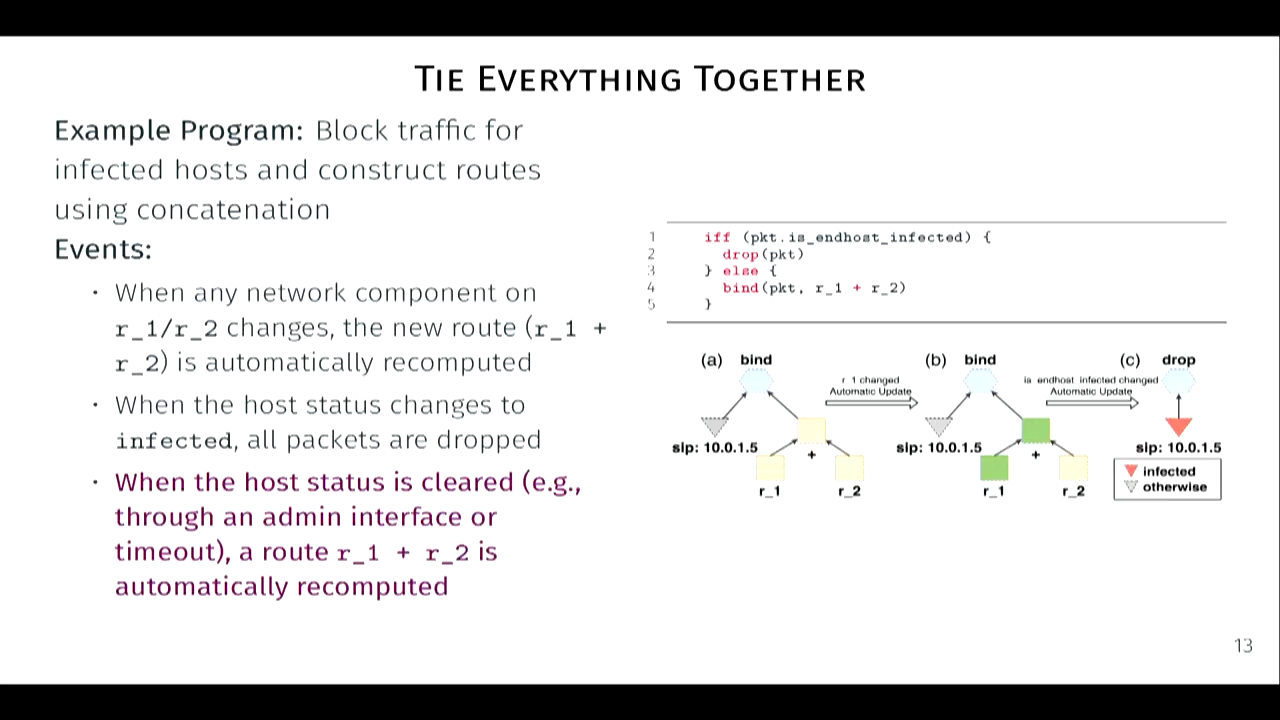 TIE EVERYTHING TOGETHER
Example Program: Block traffic for
infected hosts and construct routes
using concatenation
Events:
· When any network component on
r_1/r_2 changes, the new route (r_1 +
r_2) is automatically recomputed
· When the host status changes to
infected, all packets are dropped
· When the host status is cleared (e.g.,
through an admin interface or
timeout), a route r_1 + r_2 is
automatically recomputed
1 iff (pkt.is_endhost_infected) {
2 drop(pkt)
3 } else {
4 bind(pkt, r_1 + r_2)
5 }
(a) bind
r_1 changed
Automatic Update
sip: 10.0.1.5
+
r_1
r_2
(b) bind
is_endhost_infected changed
Automatic Update
sip: 10.0.1.5
+
r_1
r_2
(c) drop
sip: 10.0.1.5
infected
otherwise
13